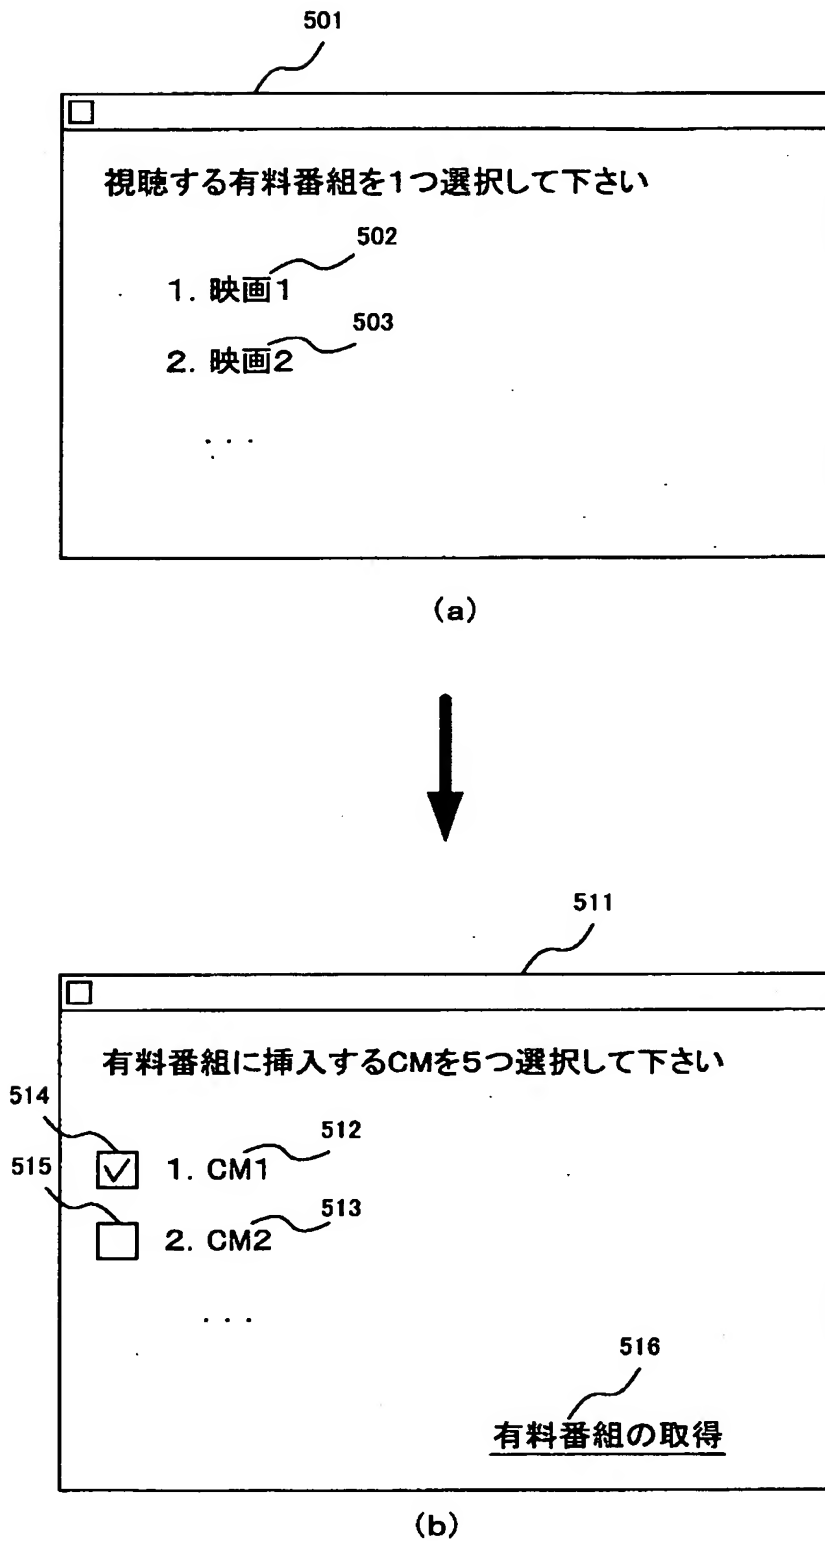 501
視聴する有料番組を1つ選択して下さい
502
1. 映画1
503
2. 映画2
...
(a)
511
有料番組に挿入するCMを5つ選択して下さい
514
512
1. CM1
515
513
2. CM2
...
516
有料番組の取得
(b)